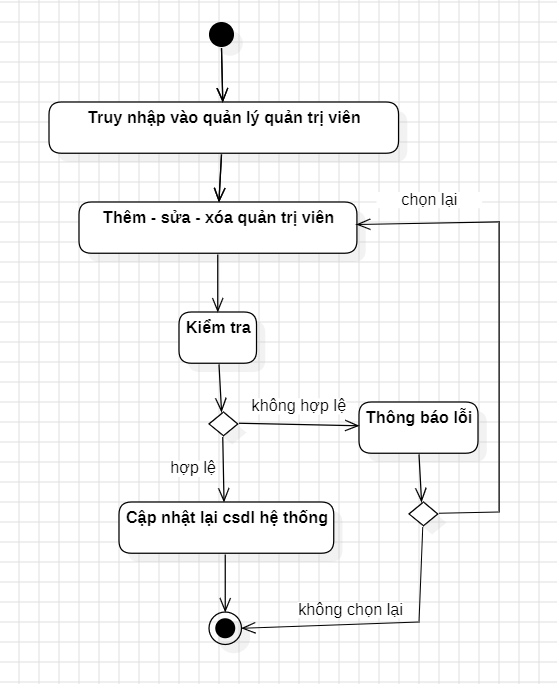 Truy nhập vào quản lý quản trị viên
chọn lại
Thêm - sửa - xóa quản trị viên
Kiểm tra
không hợp lệ
Thông báo lỗi
hợp lệ
Cập nhật lại csdl hệ thống
không chọn lại